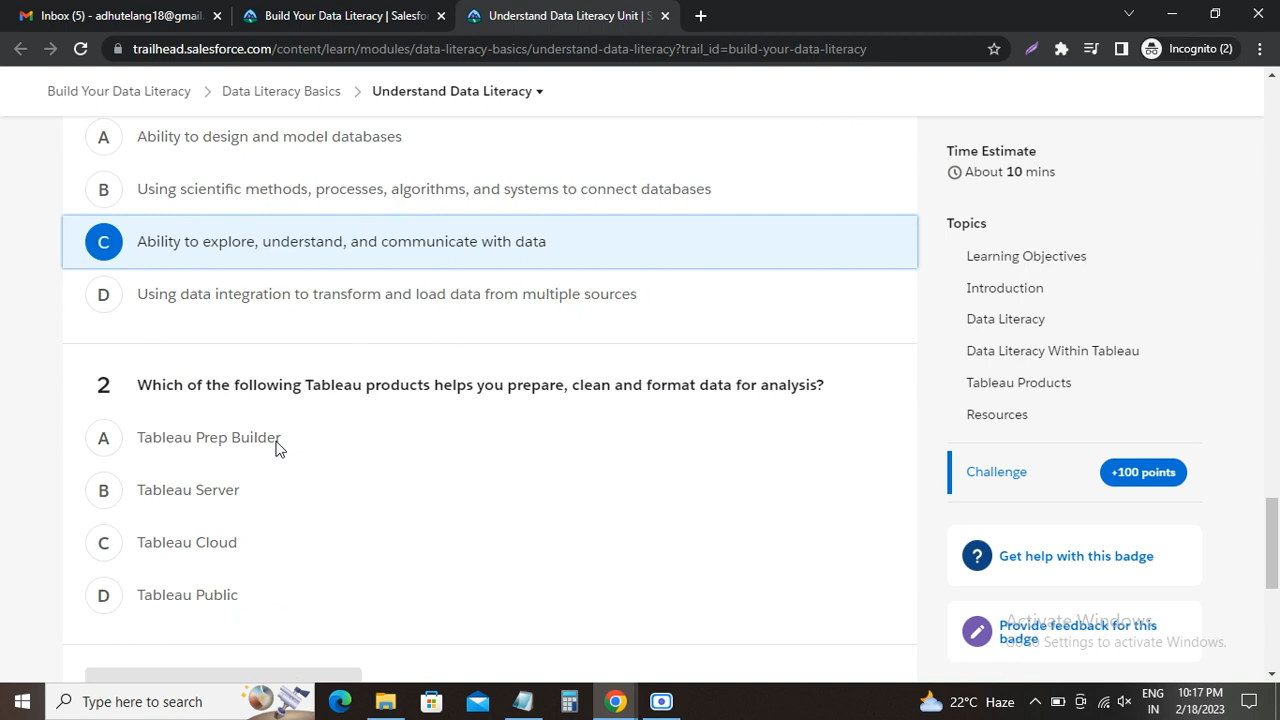 Inbox (5) - adhutelang18@gmail.
Build Your Data Literacy | Salesfor
Understand Data Literacy Unit | S
trailhead.salesforce.com/content/learn/modules/data-literacy-basics/understand-data-literacy?trail_id=build-your-data-literacy
Incognito (2)
Build Your Data Literacy
Data Literacy Basics
Understand Data Literacy
A Ability to design and model databases
B Using scientific methods, processes, algorithms, and systems to connect databases
C Ability to explore, understand, and communicate with data
D Using data integration to transform and load data from multiple sources
2 Which of the following Tableau products helps you prepare, clean and format data for analysis?
A Tableau Prep Builder
B Tableau Server
C Tableau Cloud
D Tableau Public
Time Estimate
About 10 mins
Topics
Learning Objectives
Introduction
Data Literacy
Data Literacy Within Tableau
Tableau Products
Resources
Challenge
+100 points
? Get help with this badge
Provide feedback for this
badge
Activate Windows
Go to Settings to activate Windows.
Type here to search
22°C Haze
ENG
IN
10:17 PM
2/18/2023